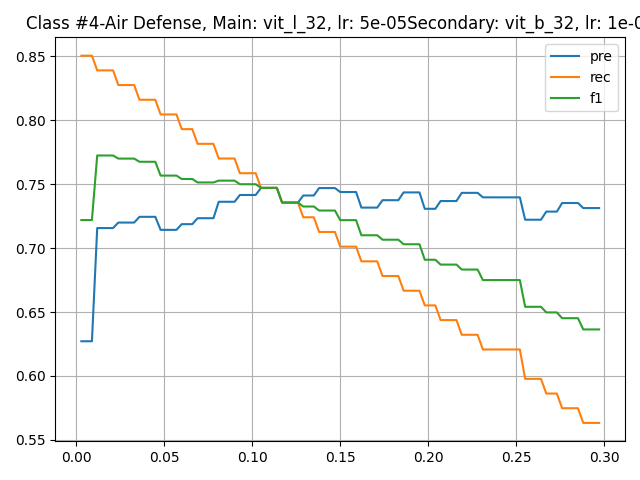 Class #4-Air Defense, Main: vit_l_32, lr: 5e-05Secondary: vit_b_32, lr: 1e-0
pre
rec
f1
0.85
0.80
0.75
0.70
0.65
0.60
0.55
0.00 0.05 0.10 0.15 0.20 0.25 0.30